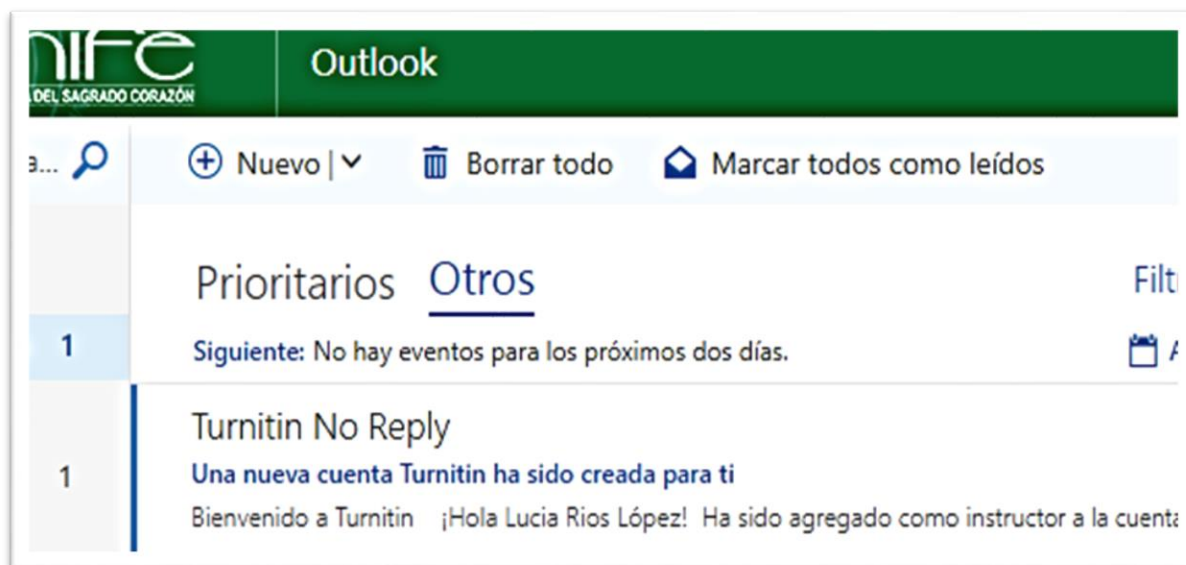 Outlook
DEL SAGRADO CORAZÓN
a... Nuevo | Borrar todo Marcar todos como leídos
Prioritarios Otros
1 Siguiente: No hay eventos para los próximos dos días.
Turnitin No Reply
1 Una nueva cuenta Turnitin ha sido creada para ti
Bienvenido a Turnitin ¡Hola Lucia Rios López! Ha sido agregado como instructor a la cuenta